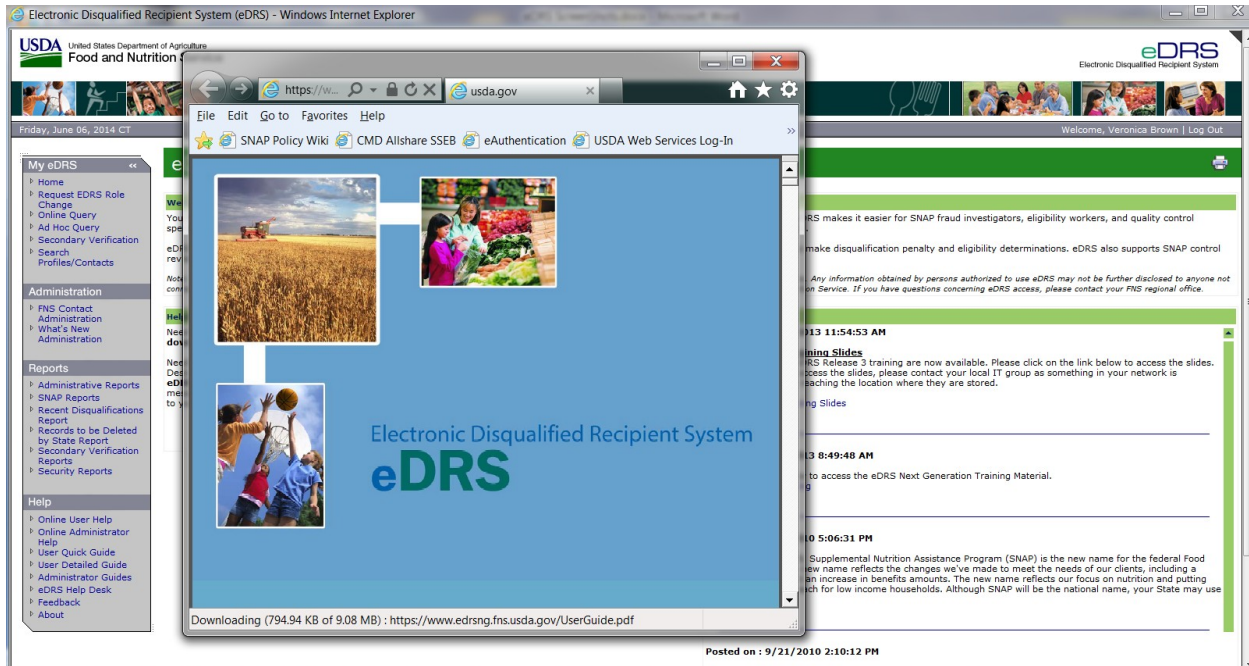 Electronic Disqualified Recipient System (eDRS) - Windows Internet Explorer
USDA United States Department of Agriculture
Food and Nutrition
eDRS
Electronic Disqualified Recipient System
Friday, June 06, 2014 CT
Welcome, Veronica Brown | Log Out
My eDRS «
Home
Request EDRS Role
Change
Online Query
Ad Hoc Query
Secondary Verification
Search
Profiles/Contacts
Administration
FNS Contact
Administration
What's New
Administration
Reports
Administrative Reports
SNAP Reports
Recent Disqualifications
Report
Records to be Deleted
by State Report
Secondary Verification
Reports
Security Reports
Help
Online User Help
Online Administrator
Help
User Quick Guide
User Detailed Guide
Administrator Guides
eDRS Help Desk
Feedback
About
https://w...
usda.gov
File Edit Go to Favorites Help
SNAP Policy Wiki CMD Allshare SSEB eAuthentication USDA Web Services Log-In »
Electronic Disqualified Recipient System
eDRS
Downloading (794.94 KB of 9.08 MB) : https://www.edrsng.fns.usda.gov/UserGuide.pdf
makes it easier for SNAP fraud investigators, eligibility workers, and quality control
make disqualification penalty and eligibility determinations. eDRS also supports SNAP control
Any information obtained by persons authorized to use eDRS may not be further disclosed to anyone not
Service. If you have questions concerning eDRS access, please contact your FNS regional office.
11:54:53 AM
Slides
Release 3 training are now available. Please click on the link below to access the slides.
the slides, please contact your local IT group as something in your network is
the location where they are stored.
Slides
8:49:48 AM
to access the eDRS Next Generation Training Material.
5:06:31 PM
Supplemental Nutrition Assistance Program (SNAP) is the new name for the federal Food
name reflects the changes we've made to meet the needs of our clients, including a
an increase in benefits amounts. The new name reflects our focus on nutrition and putting
for low income households. Although SNAP will be the national name, your State may use
Posted on : 9/21/2010 2:10:12 PM